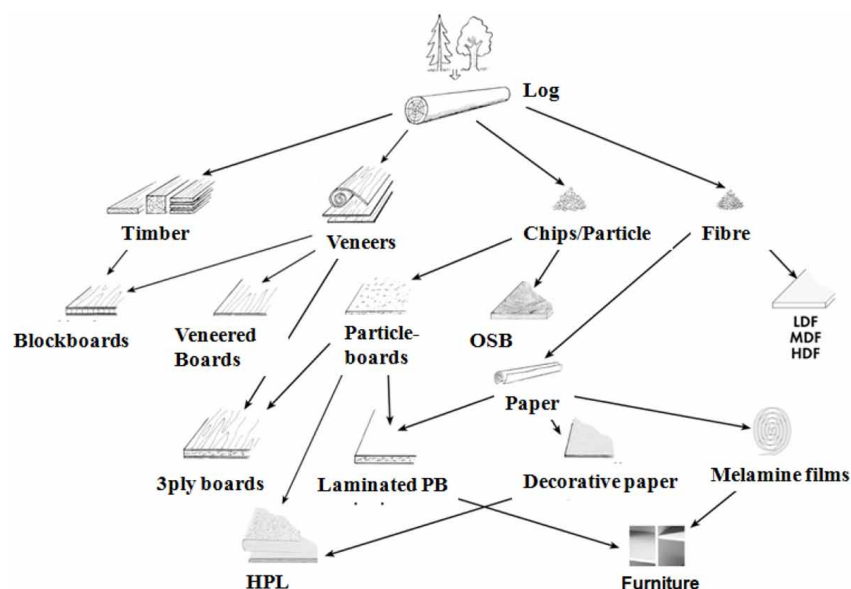 Log
Timber
Veneers
Chips/Particle
Fibre
Blockboards
Veneered
Boards
Particle-
boards
OSB
LDF
MDF
HDF
Paper
3ply boards
Laminated PB
Decorative paper
Melamine films
HPL
Furniture